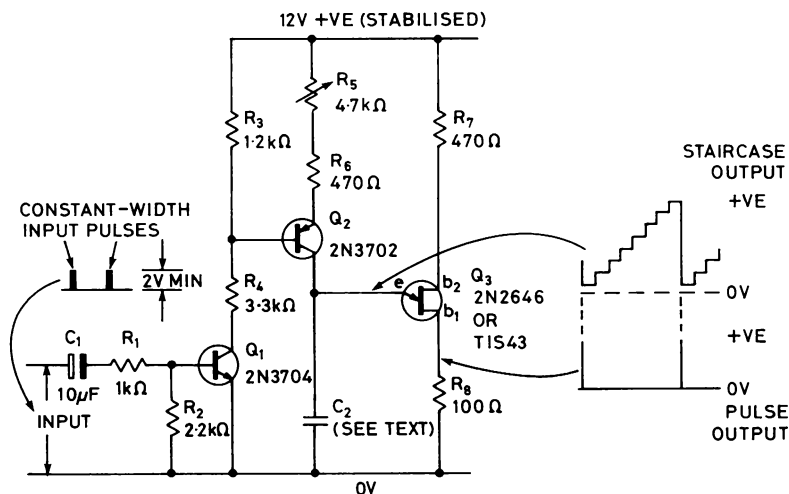 12V +VE (STABILISED)
R5
4·7kΩ
R3
1·2kΩ
R7
470Ω
R6
470Ω
STAIRCASE
OUTPUT
+VE
CONSTANT-WIDTH
INPUT PULSES
2V MIN
Q2
2N3702
R4
3·3kΩ
e
b2
b1
Q3
2N2646
OR
TIS43
0V
+VE
C1
10μF
R1
1kΩ
Q1
2N3704
R2
2·2kΩ
INPUT
C2
(SEE TEXT)
R8
100Ω
0V
PULSE
OUTPUT
0V